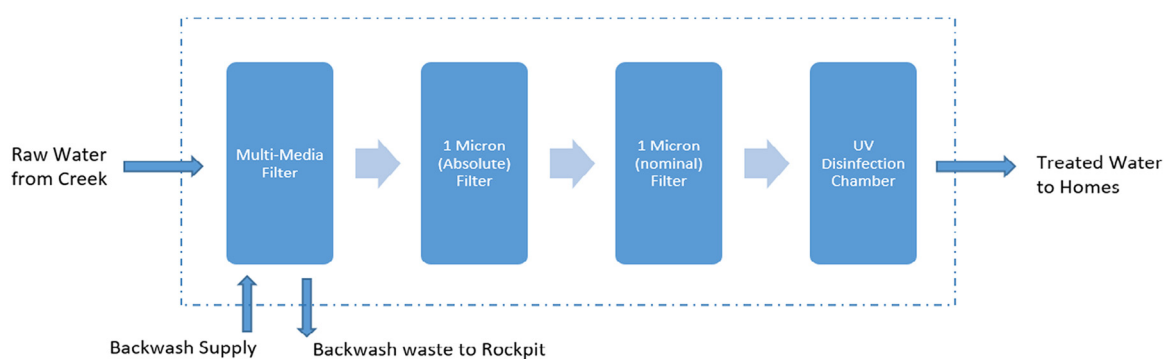 Raw Water
from Creek
Multi-Media
Filter
1 Micron
(Absolute)
Filter
1 Micron
(nominal)
Filter
UV
Disinfection
Chamber
Treated Water
to Homes
Backwash Supply
Backwash waste to Rockpit